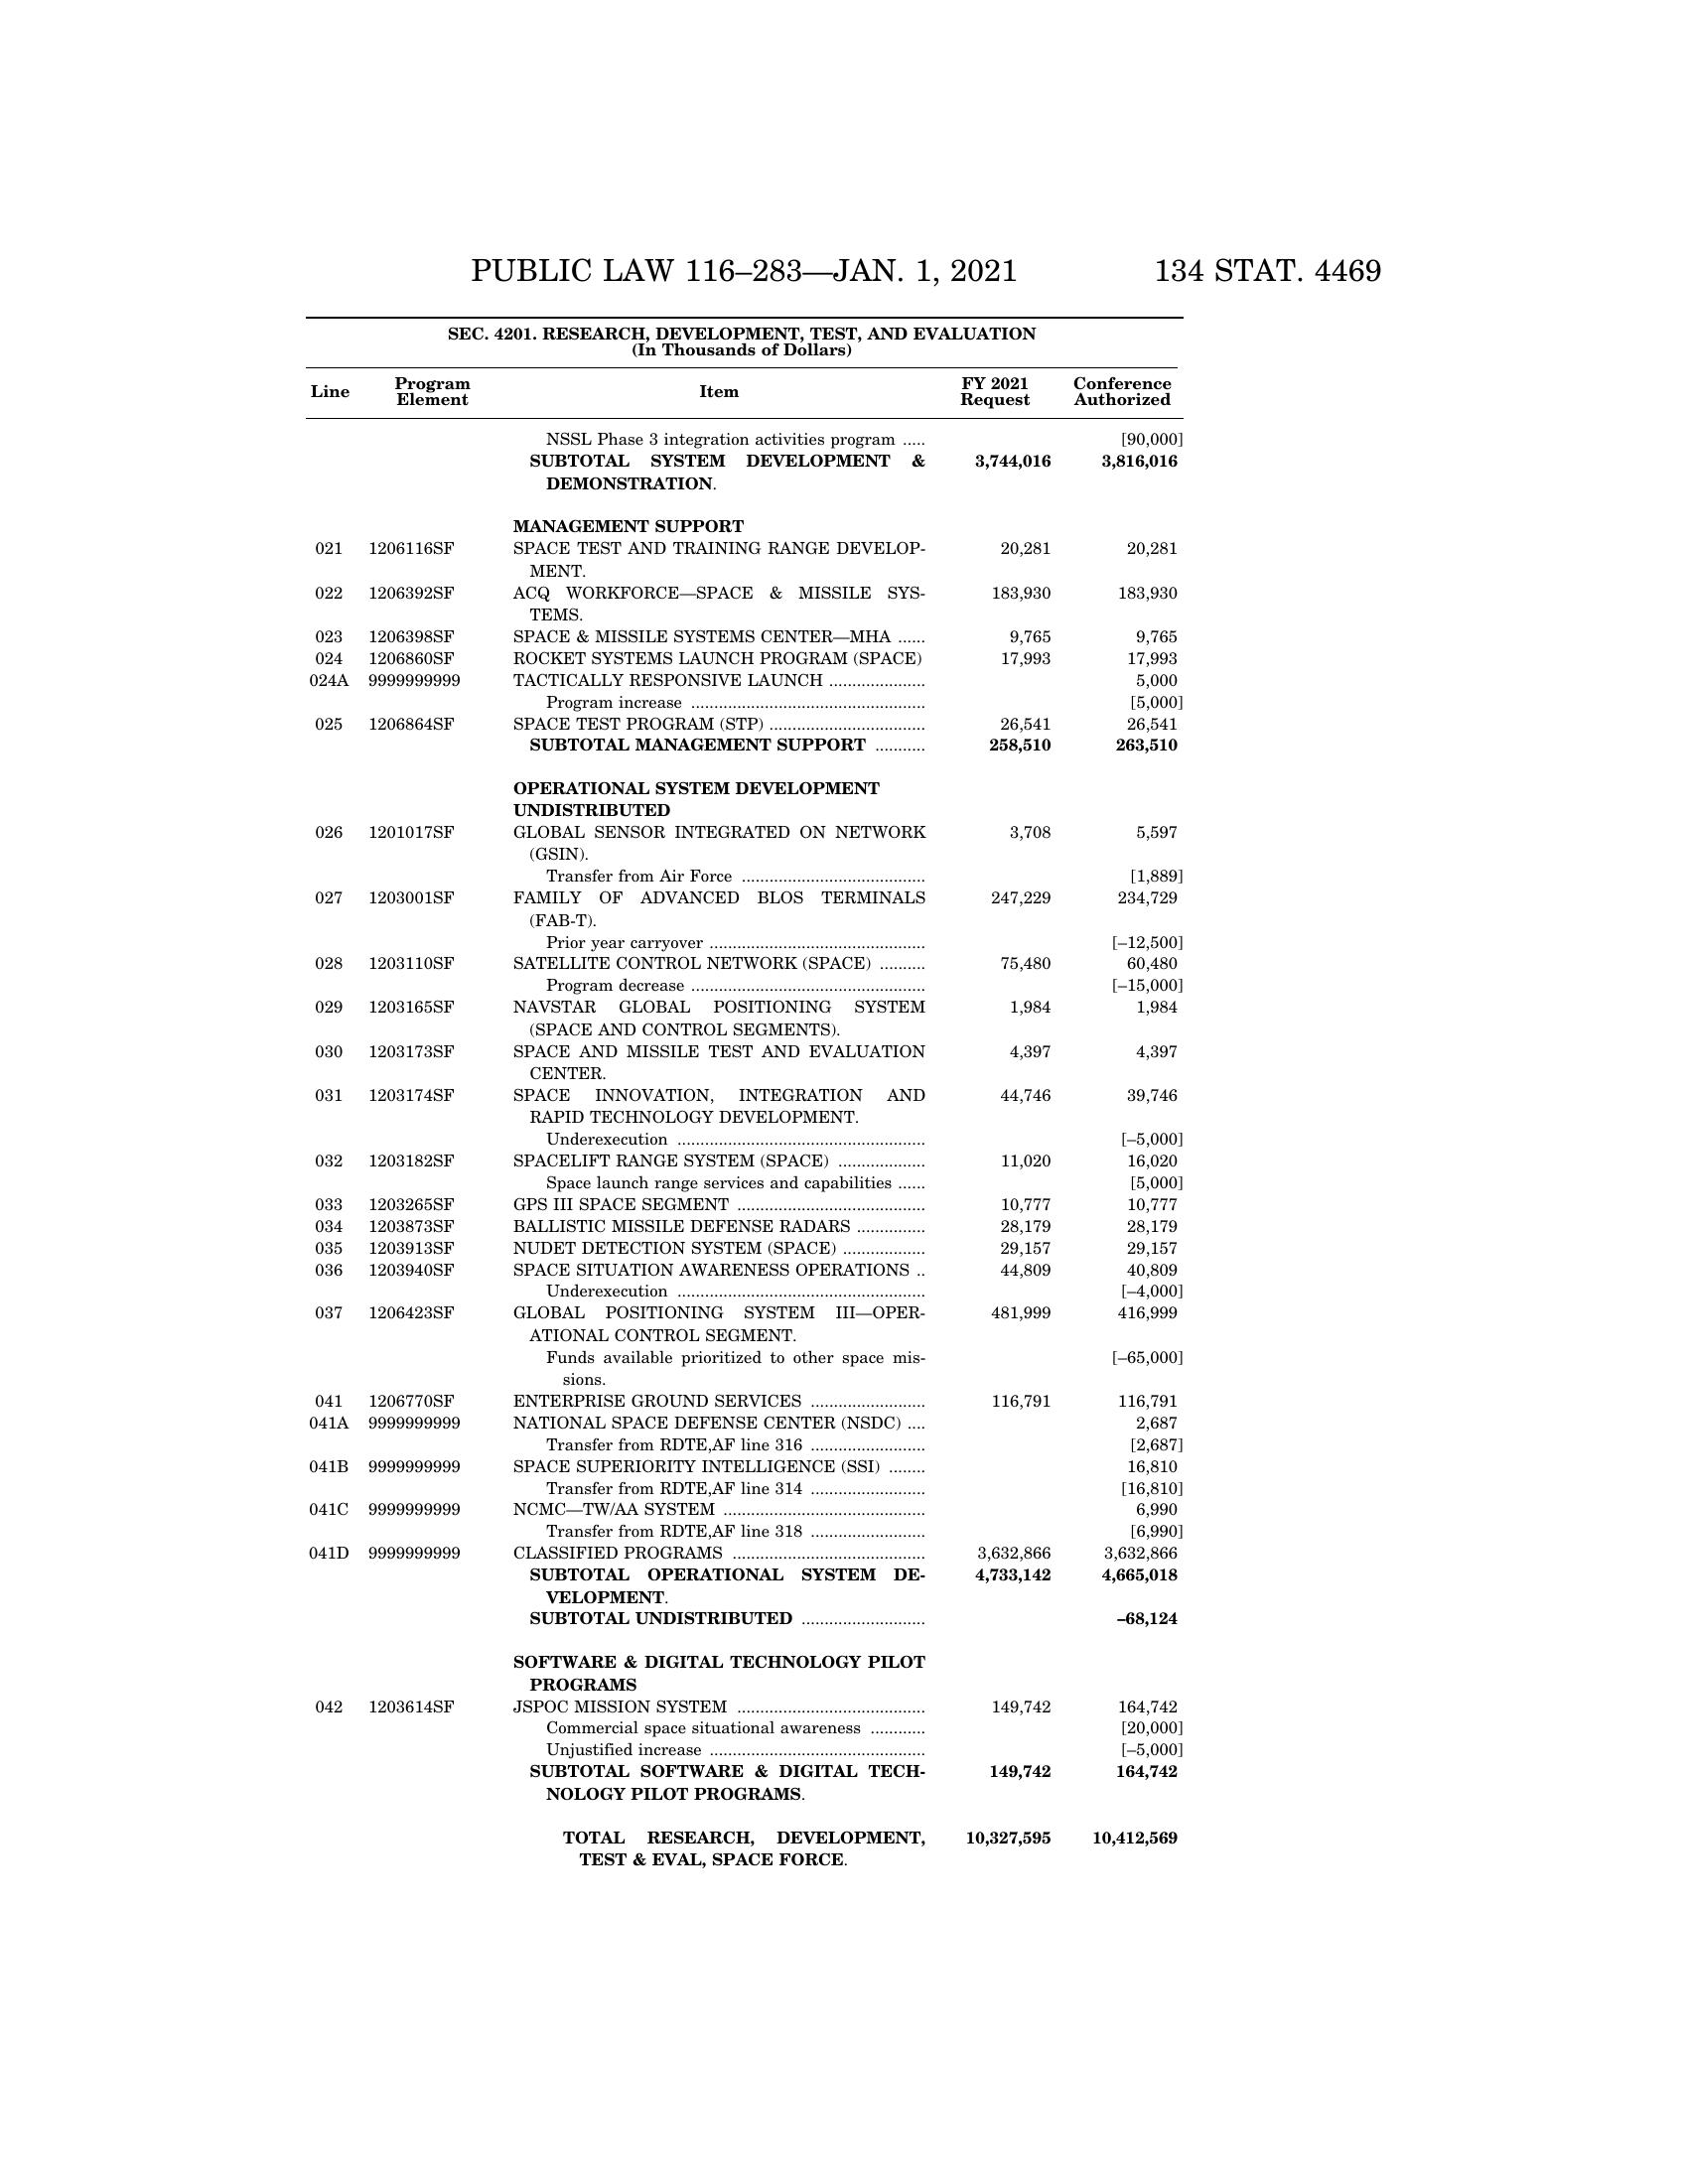 PUBLIC LAW 116–283—JAN. 1, 2021 134 STAT. 4469
SEC. 4201. RESEARCH, DEVELOPMENT, TEST, AND EVALUATION
(In Thousands of Dollars)
Line Program Element Item FY 2021 Request Conference Authorized
NSSL Phase 3 integration activities program ..... [90,000]
SUBTOTAL SYSTEM DEVELOPMENT & 3,744,016 3,816,016
DEMONSTRATION.
MANAGEMENT SUPPORT
021 1206116SF SPACE TEST AND TRAINING RANGE DEVELOP- 20,281 20,281
MENT.
022 1206392SF ACQ WORKFORCE—SPACE & MISSILE SYS- 183,930 183,930
TEMS.
023 1206398SF SPACE & MISSILE SYSTEMS CENTER—MHA ...... 9,765 9,765
024 1206860SF ROCKET SYSTEMS LAUNCH PROGRAM (SPACE) 17,993 17,993
024A 9999999999 TACTICALLY RESPONSIVE LAUNCH ..................... 5,000
Program increase ................................................... [5,000]
025 1206864SF SPACE TEST PROGRAM (STP) .................................. 26,541 26,541
SUBTOTAL MANAGEMENT SUPPORT ........... 258,510 263,510
OPERATIONAL SYSTEM DEVELOPMENT
UNDISTRIBUTED
026 1201017SF GLOBAL SENSOR INTEGRATED ON NETWORK 3,708 5,597
(GSIN).
Transfer from Air Force ........................................ [1,889]
027 1203001SF FAMILY OF ADVANCED BLOS TERMINALS 247,229 234,729
(FAB-T).
Prior year carryover ............................................... [–12,500]
028 1203110SF SATELLITE CONTROL NETWORK (SPACE) .......... 75,480 60,480
Program decrease ................................................... [–15,000]
029 1203165SF NAVSTAR GLOBAL POSITIONING SYSTEM 1,984 1,984
(SPACE AND CONTROL SEGMENTS).
030 1203173SF SPACE AND MISSILE TEST AND EVALUATION 4,397 4,397
CENTER.
031 1203174SF SPACE INNOVATION, INTEGRATION AND 44,746 39,746
RAPID TECHNOLOGY DEVELOPMENT.
Underexecution ...................................................... [–5,000]
032 1203182SF SPACELIFT RANGE SYSTEM (SPACE) ................... 11,020 16,020
Space launch range services and capabilities ...... [5,000]
033 1203265SF GPS III SPACE SEGMENT ......................................... 10,777 10,777
034 1203873SF BALLISTIC MISSILE DEFENSE RADARS ............... 28,179 28,179
035 1203913SF NUDET DETECTION SYSTEM (SPACE) .................. 29,157 29,157
036 1203940SF SPACE SITUATION AWARENESS OPERATIONS .. 44,809 40,809
Underexecution ...................................................... [–4,000]
037 1206423SF GLOBAL POSITIONING SYSTEM III—OPER- 481,999 416,999
ATIONAL CONTROL SEGMENT.
Funds available prioritized to other space mis- [–65,000]
sions.
041 1206770SF ENTERPRISE GROUND SERVICES ......................... 116,791 116,791
041A 9999999999 NATIONAL SPACE DEFENSE CENTER (NSDC) .... 2,687
Transfer from RDTE,AF line 316 ......................... [2,687]
041B 9999999999 SPACE SUPERIORITY INTELLIGENCE (SSI) ........ 16,810
Transfer from RDTE,AF line 314 ......................... [16,810]
041C 9999999999 NCMC—TW/AA SYSTEM ............................................ 6,990
Transfer from RDTE,AF line 318 ......................... [6,990]
041D 9999999999 CLASSIFIED PROGRAMS .......................................... 3,632,866 3,632,866
SUBTOTAL OPERATIONAL SYSTEM DE- 4,733,142 4,665,018
VELOPMENT.
SUBTOTAL UNDISTRIBUTED ........................... –68,124
SOFTWARE & DIGITAL TECHNOLOGY PILOT
PROGRAMS
042 1203614SF JSPOC MISSION SYSTEM ......................................... 149,742 164,742
Commercial space situational awareness ............ [20,000]
Unjustified increase ............................................... [–5,000]
SUBTOTAL SOFTWARE & DIGITAL TECH- 149,742 164,742
NOLOGY PILOT PROGRAMS.
TOTAL RESEARCH, DEVELOPMENT, 10,327,595 10,412,569
TEST & EVAL, SPACE FORCE.